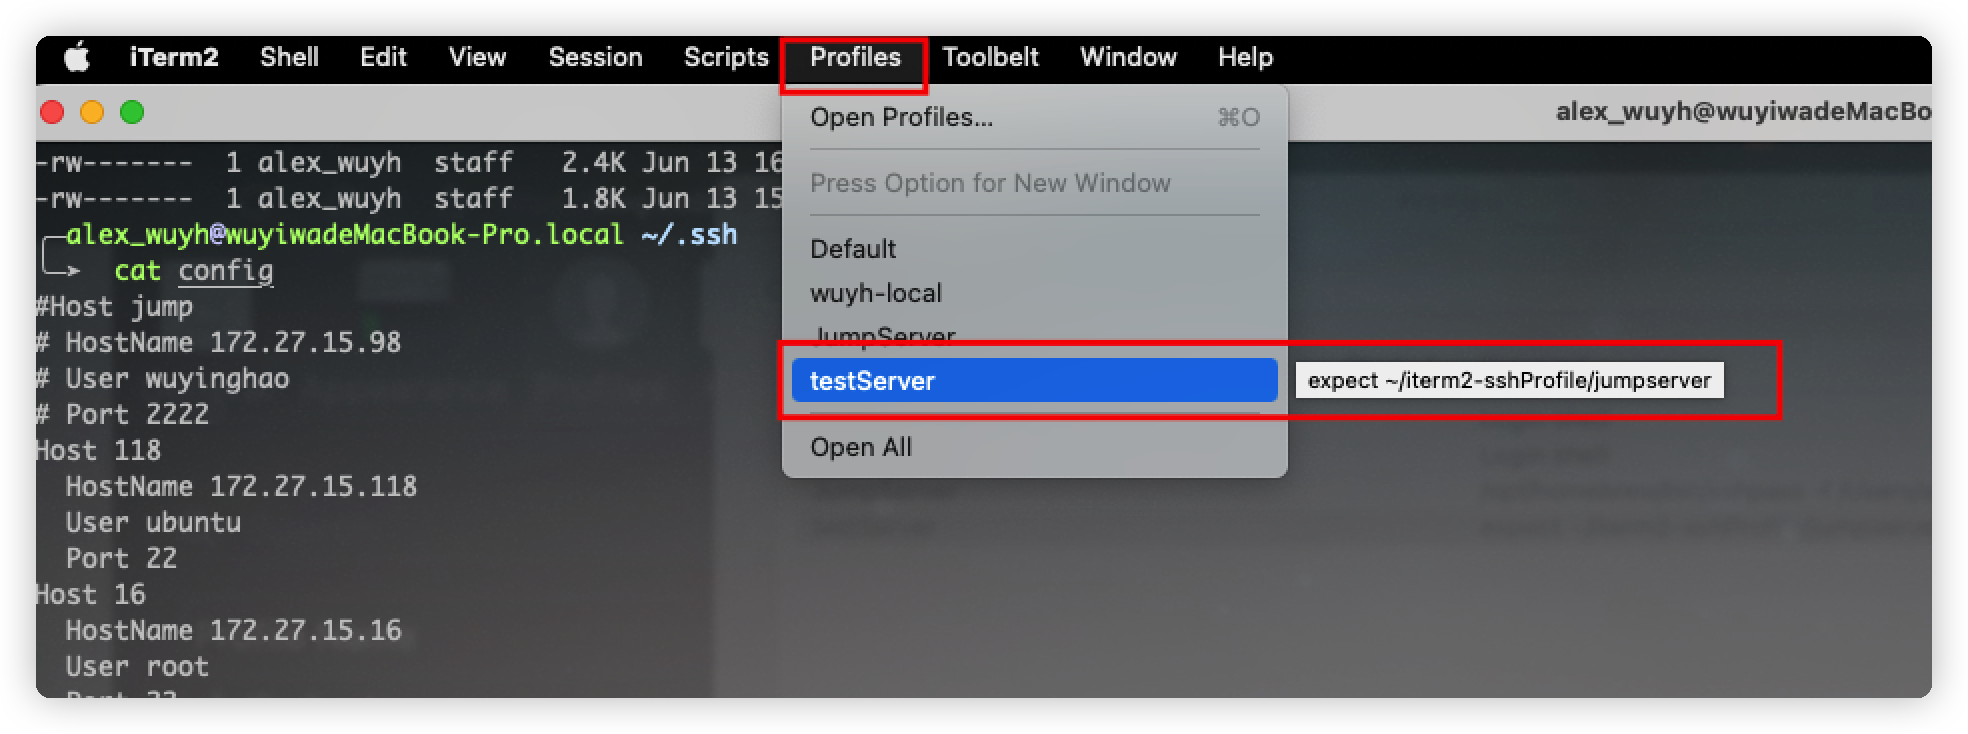 iTerm2 Shell Edit View Session Scripts Profiles Toolbelt Window Help
alex_wuyh@wuyiwadeMacBo
Open Profiles... ⌘O
Press Option for New Window
Default
wuyh-local
JumpServer
testServer
expect ~/iterm2-sshProfile/jumpserver
Open All
-rw------- 1 alex_wuyh staff 2.4K Jun 13 16
-rw------- 1 alex_wuyh staff 1.8K Jun 13 15
alex_wuyh@wuyiwadeMacBook-Pro.local ~/.ssh
cat config
#Host jump
# HostName 172.27.15.98
# User wuyinghao
# Port 2222
Host 118
HostName 172.27.15.118
User ubuntu
Port 22
Host 16
HostName 172.27.15.16
User root